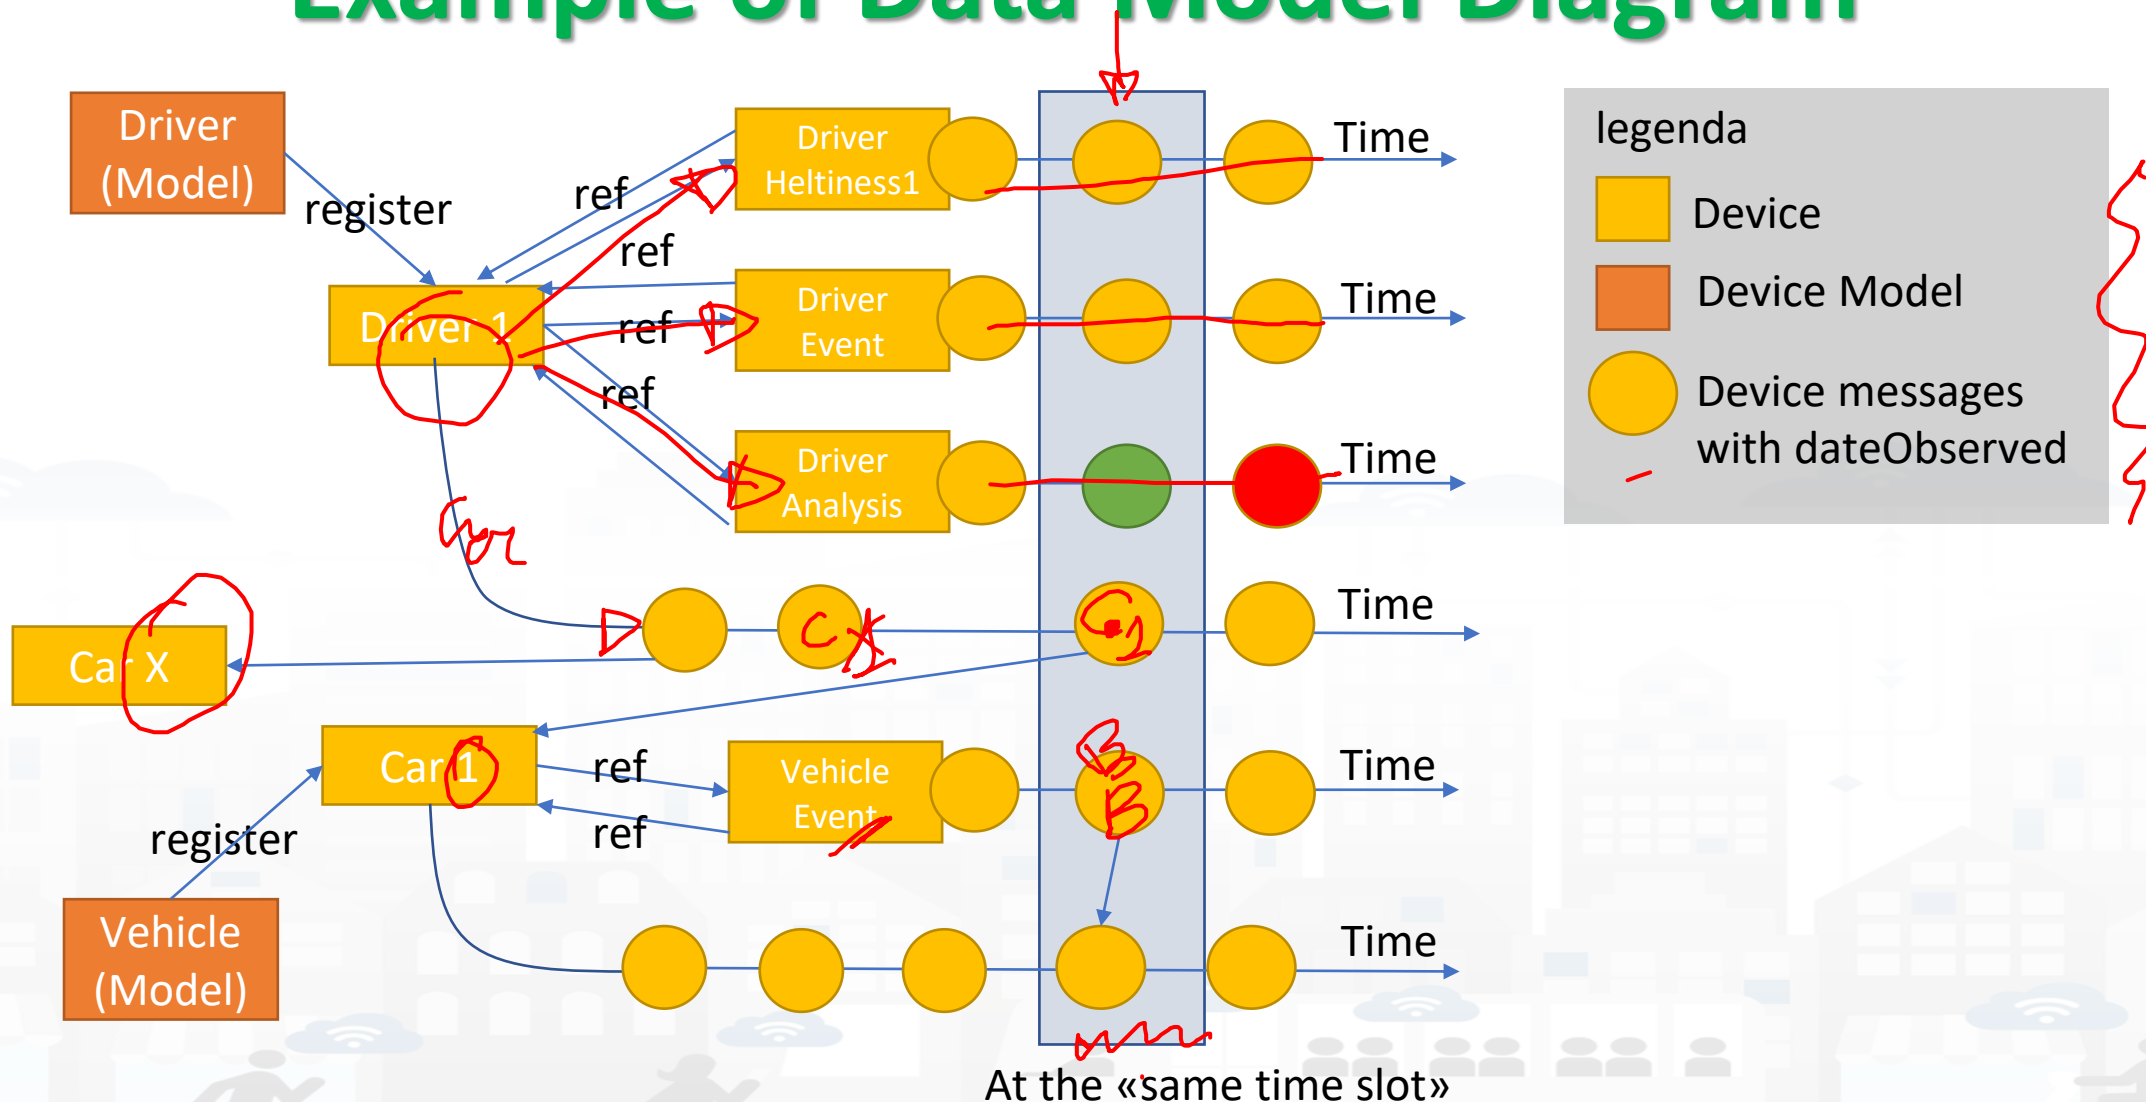 Example of Data Model Diagram
Driver
(Model)
register
ref
ref
ref
ref
Driver 1
Driver
Heltiness1
Time
Driver
Event
Time
Driver
Analysis
Time
legenda
Device
Device Model
Device messages
with dateObserved
Car X
C X
C 1
Time
Car 1
ref
ref
Vehicle
Event
B
B
Time
register
Vehicle
(Model)
Time
At the «same time slot»